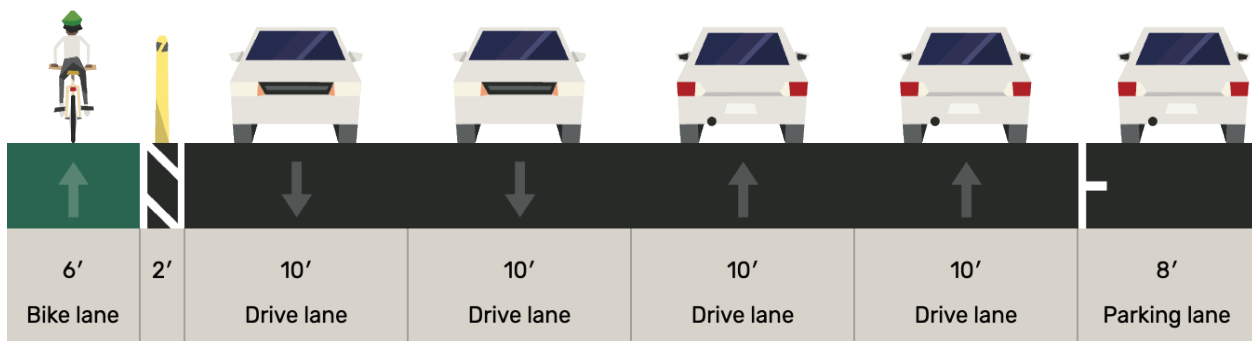 6′ 2′ 10′ 10′ 10′ 10′ 8′
Bike lane Drive lane Drive lane Drive lane Drive lane Parking lane